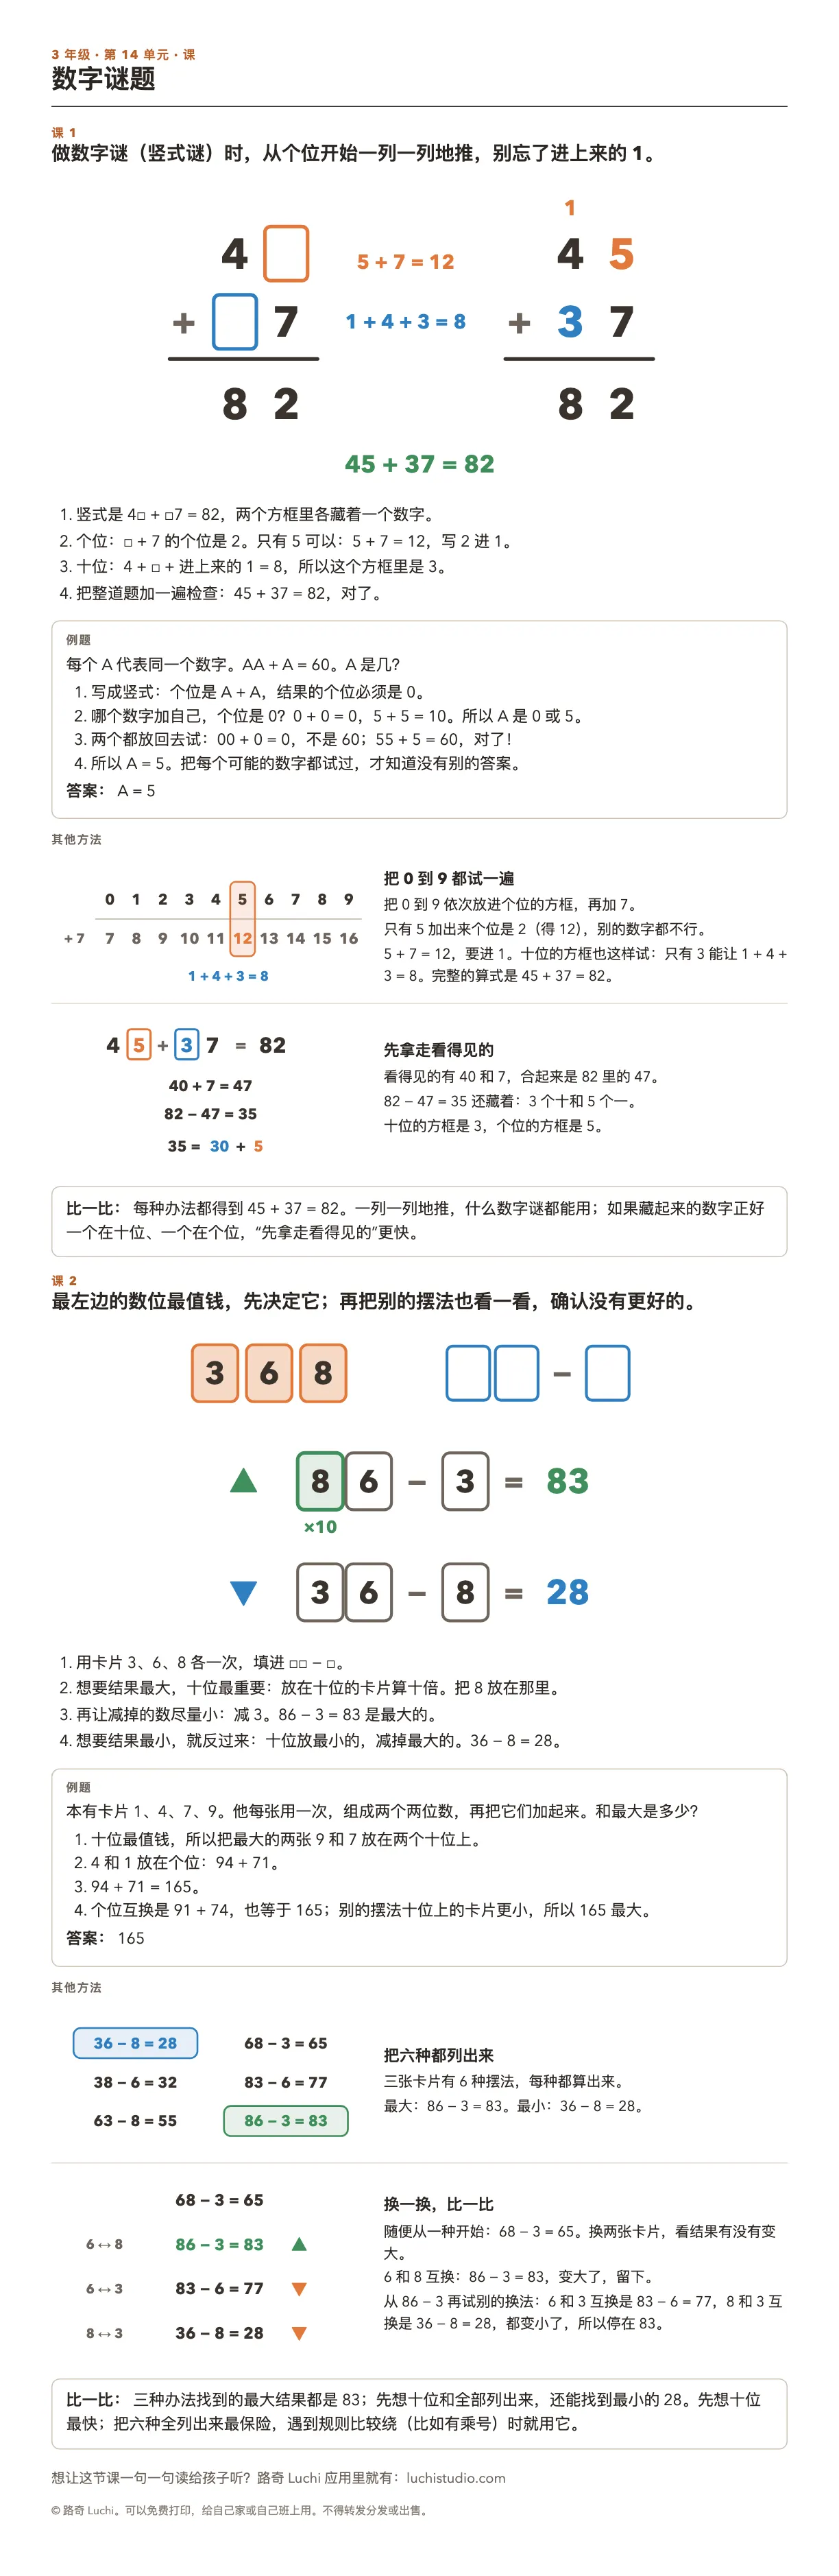 3 年级 · 第 14 单元 · 课
数字谜题
课 1
做数字谜（竖式谜）时，从个位开始一列一列地推，别忘了进上来的 1。
1
4 □ 5 + 7 = 12 4 5
+ □ 7 1 + 4 + 3 = 8 + 3 7
8 2 8 2
45 + 37 = 82
1. 竖式是 4□ + □7 = 82，两个方框里各藏着一个数字。
2. 个位：□ + 7 的个位是 2。只有 5 可以：5 + 7 = 12，写 2 进 1。
3. 十位：4 + □ + 进上来的 1 = 8，所以这个方框里是 3。
4. 把整道题加一遍检查：45 + 37 = 82，对了。
例题
每个 A 代表同一个数字。AA + A = 60。A 是几？
1. 写成竖式：个位是 A + A，结果的个位必须是 0。
2. 哪个数字加自己，个位是 0？0 + 0 = 0，5 + 5 = 10。所以 A 是 0 或 5。
3. 两个都放回去试：00 + 0 = 0，不是 60；55 + 5 = 60，对了！
4. 所以 A = 5。把每个可能的数字都试过，才知道没有别的答案。
答案： A = 5
其他方法
0 1 2 3 4 5 6 7 8 9
+ 7 7 8 9 10 11 12 13 14 15 16
1 + 4 + 3 = 8
把 0 到 9 都试一遍
把 0 到 9 依次放进个位的方框，再加 7。
只有 5 加出来个位是 2（得 12），别的数字都不行。
5 + 7 = 12，要进 1。十位的方框也这样试：只有 3 能让 1 + 4 +
3 = 8。完整的算式是 45 + 37 = 82。
4 5 + 3 7 = 82
40 + 7 = 47
82 − 47 = 35
35 = 30 + 5
先拿走看得见的
看得见的有 40 和 7，合起来是 82 里的 47。
82 − 47 = 35 还藏着：3 个十和 5 个一。
十位的方框是 3，个位的方框是 5。
比一比： 每种办法都得到 45 + 37 = 82。一列一列地推，什么数字谜都能用；如果藏起来的数字正好
一个在十位、一个在个位，“先拿走看得见的”更快。
课 2
最左边的数位最值钱，先决定它；再把别的摆法也看一看，确认没有更好的。
3 6 8 □□ − □
▲ 8 6 − 3 = 83
×10
▼ 3 6 − 8 = 28
1. 用卡片 3、6、8 各一次，填进 □□ − □。
2. 想要结果最大，十位最重要：放在十位的卡片算十倍。把 8 放在那里。
3. 再让减掉的数尽量小：减 3。86 − 3 = 83 是最大的。
4. 想要结果最小，就反过来：十位放最小的，减掉最大的。36 − 8 = 28。
例题
本有卡片 1、4、7、9。他每张用一次，组成两个两位数，再把它们加起来。和最大是多少？
1. 十位最值钱，所以把最大的两张 9 和 7 放在两个十位上。
2. 4 和 1 放在个位：94 + 71。
3. 94 + 71 = 165。
4. 个位互换是 91 + 74，也等于 165；别的摆法十位上的卡片更小，所以 165 最大。
答案： 165
其他方法
36 − 8 = 28 68 − 3 = 65
38 − 6 = 32 83 − 6 = 77
63 − 8 = 55 86 − 3 = 83
把六种都列出来
三张卡片有 6 种摆法，每种都算出来。
最大：86 − 3 = 83。最小：36 − 8 = 28。
68 − 3 = 65
6 ↔ 8 86 − 3 = 83 ▲
6 ↔ 3 83 − 6 = 77 ▼
8 ↔ 3 36 − 8 = 28 ▼
换一换，比一比
随便从一种开始：68 − 3 = 65。换两张卡片，看结果有没有变
大。
6 和 8 互换：86 − 3 = 83，变大了，留下。
从 86 − 3 再试别的换法：6 和 3 互换是 83 − 6 = 77，8 和 3 互
换是 36 − 8 = 28，都变小了，所以停在 83。
比一比： 三种办法找到的最大结果都是 83；先想十位和全部列出来，还能找到最小的 28。先想十位
最快；把六种全列出来最保险，遇到规则比较绕（比如有乘号）时就用它。
想让这节课一句一句读给孩子听？路奇 Luchi 应用里就有：luchistudio.com
© 路奇 Luchi。可以免费打印，给自己家或自己班上用。不得转发分发或出售。